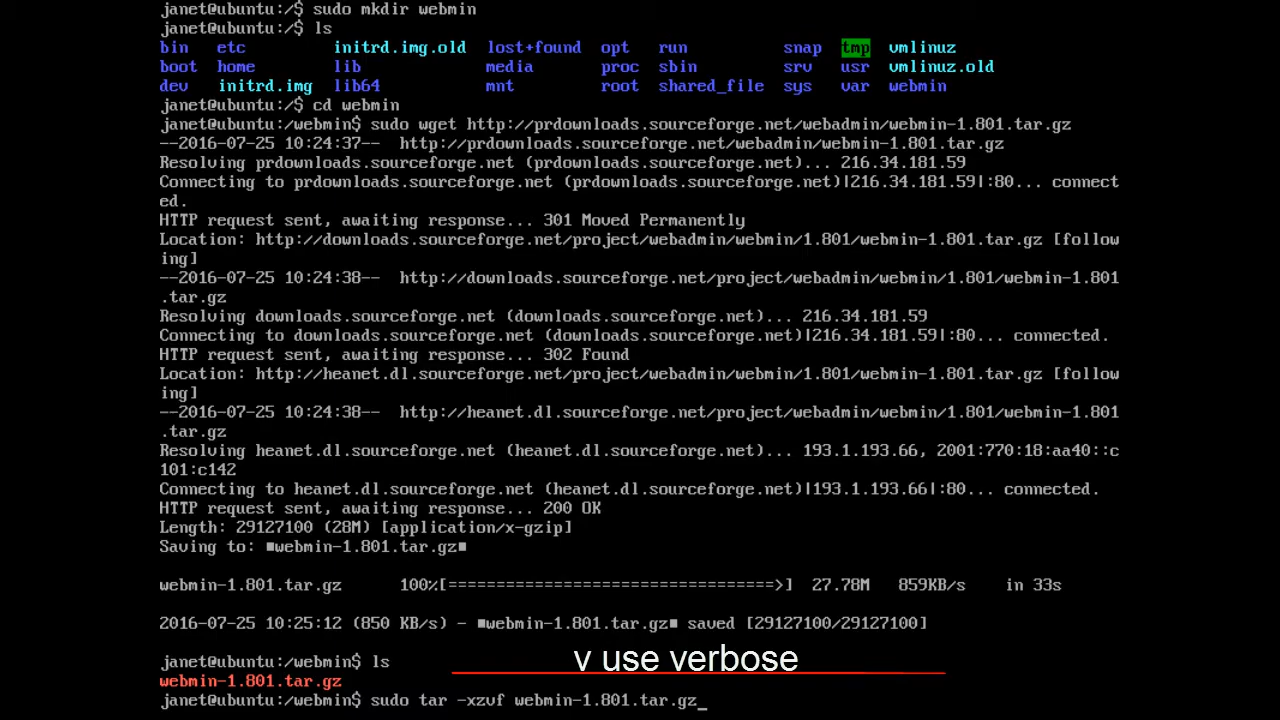 janet@ubuntu:/$ sudo mkdir webmin
janet@ubuntu:/$ ls
bin etc initrd.img.old lost+found opt run snap tmp vmlinuz
boot home lib media proc sbin srv usr vmlinuz.old
dev initrd.img lib64 mnt root shared_file sys var webmin
janet@ubuntu:/$ cd webmin
janet@ubuntu:/webmin$ sudo wget http://prdownloads.sourceforge.net/webadmin/webmin-1.801.tar.gz
--2016-07-25 10:24:37-- http://prdownloads.sourceforge.net/webadmin/webmin-1.801.tar.gz
Resolving prdownloads.sourceforge.net (prdownloads.sourceforge.net)... 216.34.181.59
Connecting to prdownloads.sourceforge.net (prdownloads.sourceforge.net)|216.34.181.59|:80... connect
ed.
HTTP request sent, awaiting response... 301 Moved Permanently
Location: http://downloads.sourceforge.net/project/webadmin/webmin/1.801/webmin-1.801.tar.gz [follow
ing]
--2016-07-25 10:24:38-- http://downloads.sourceforge.net/project/webadmin/webmin/1.801/webmin-1.801
.tar.gz
Resolving downloads.sourceforge.net (downloads.sourceforge.net)... 216.34.181.59
Connecting to downloads.sourceforge.net (downloads.sourceforge.net)|216.34.181.59|:80... connected.
HTTP request sent, awaiting response... 302 Found
Location: http://heanet.dl.sourceforge.net/project/webadmin/webmin/1.801/webmin-1.801.tar.gz [follow
ing]
--2016-07-25 10:24:38-- http://heanet.dl.sourceforge.net/project/webadmin/webmin/1.801/webmin-1.801
.tar.gz
Resolving heanet.dl.sourceforge.net (heanet.dl.sourceforge.net)... 193.1.193.66, 2001:770:18:aa40::c
101:c142
Connecting to heanet.dl.sourceforge.net (heanet.dl.sourceforge.net)|193.1.193.66|:80... connected.
HTTP request sent, awaiting response... 200 OK
Length: 29127100 (28M) [application/x-gzip]
Saving to: ■webmin-1.801.tar.gz■
webmin-1.801.tar.gz 100%[==================================>] 27.78M 859KB/s in 33s
2016-07-25 10:25:12 (850 KB/s) - ■webmin-1.801.tar.gz■ saved [29127100/29127100]
janet@ubuntu:/webmin$ ls
v use verbose
webmin-1.801.tar.gz
janet@ubuntu:/webmin$ sudo tar -xzvf webmin-1.801.tar.gz_